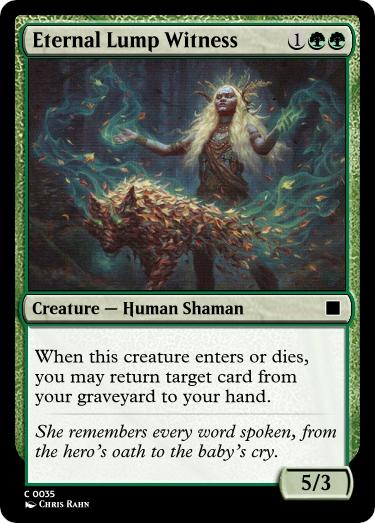 Eternal Lump Witness 1
Creature — Human Shaman
When this creature enters or dies,
you may return target card from
your graveyard to your hand.
She remembers every word spoken, from
the hero's oath to the baby's cry.
5/3
C 0035
Chris Rahn